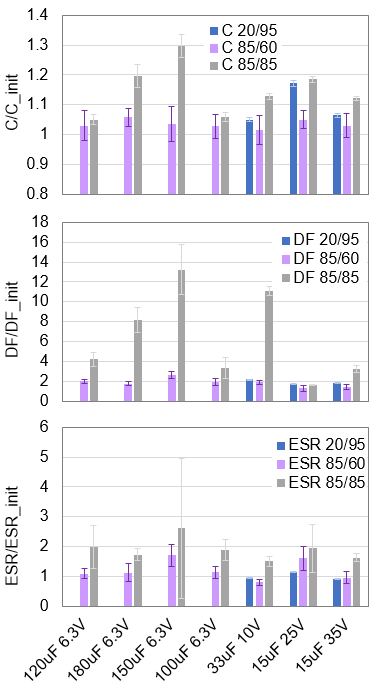 C/C_init
1.4
1.3
1.2
1.1
1
0.9
0.8
C 20/95
C 85/60
C 85/85
DF/DF_init
18
16
14
12
10
8
6
4
2
0
DF 20/95
DF 85/60
DF 85/85
ESR/ESR_init
6
5
4
3
2
1
0
ESR 20/95
ESR 85/60
ESR 85/85
120uF 6.3V
180uF 6.3V
150uF 6.3V
100uF 6.3V
33uF 10V
15uF 25V
15uF 35V